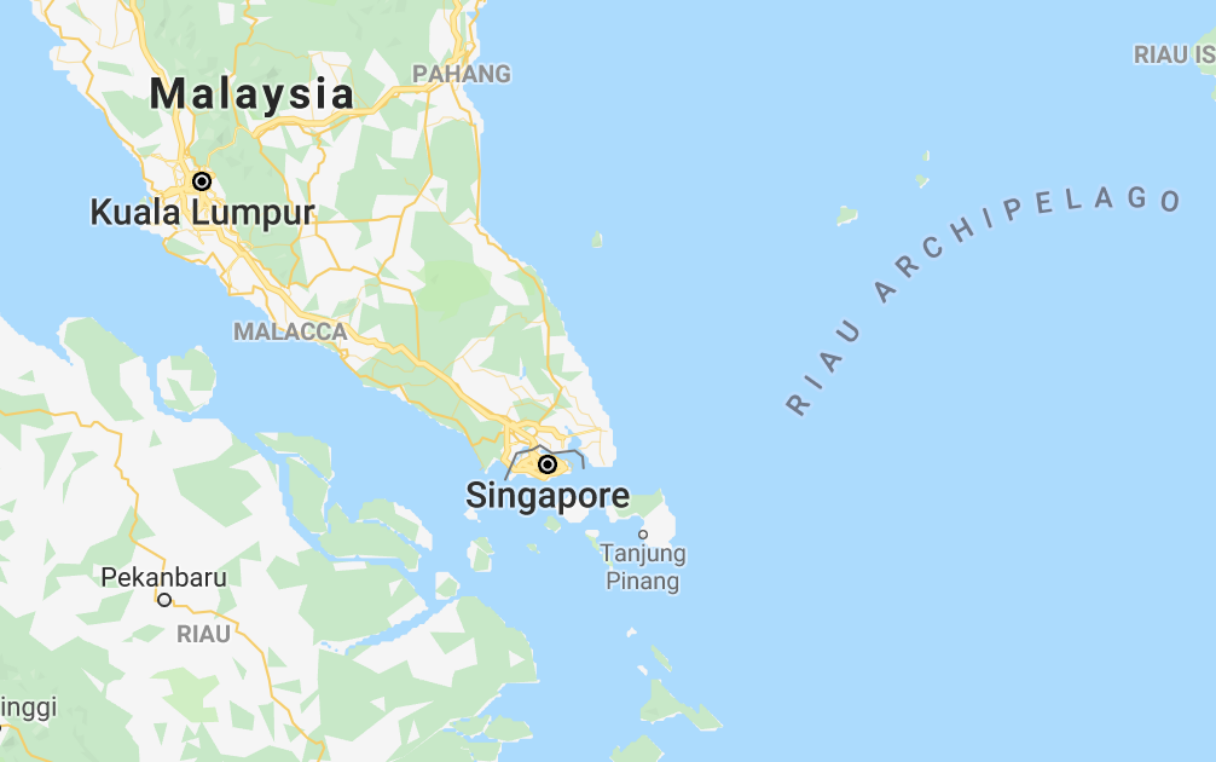 PAHANG
RIAU IS
Malaysia
Kuala Lumpur
RIAU ARCHIPELAGO
MALACCA
Singapore
Tanjung
Pinang
Pekanbaru
RIAU
inggi